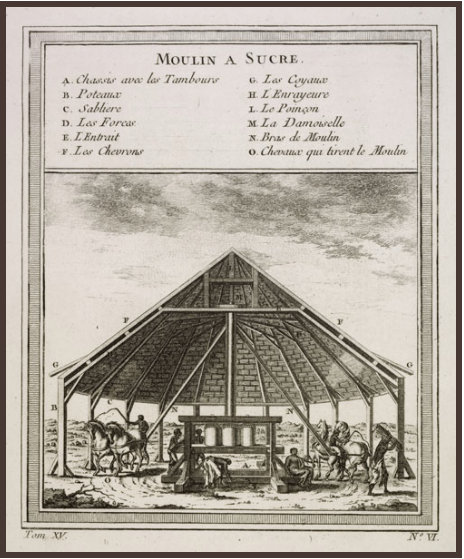 MOULIN A SUCRE.
A. Chassis avec les Tambours
B. Poteaux
C. Sabliere
D. Les Forces
E. L'Entrait
F. Les Chevrons
G. Les Coyaux
H. L'Enrayeure
L. Le Poinçon
M. La Damoiselle
N. Bras de Moulin
O. Chevaux qui tirent le Moulin
F F
G G
B C N N
A
O
Tom. XV. N.º VI.